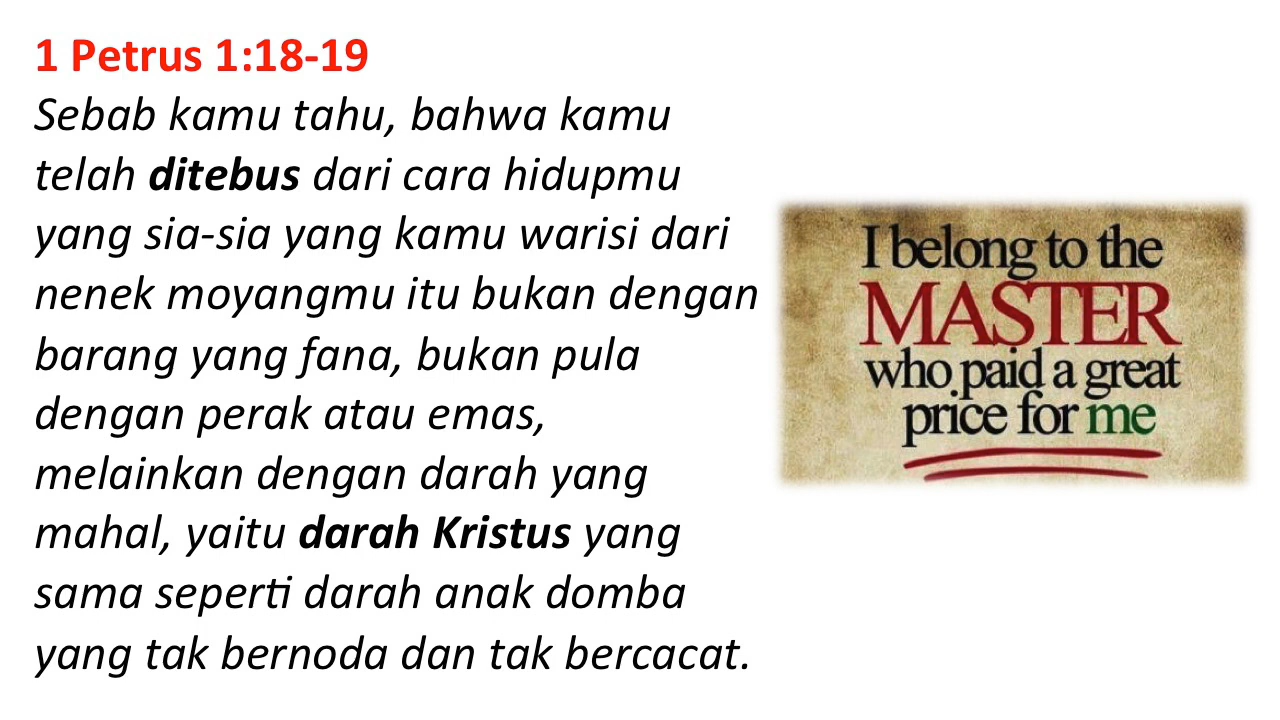 1 Petrus 1:18-19
Sebab kamu tahu, bahwa kamu
telah ditebus dari cara hidupmu
yang sia-sia yang kamu warisi dari
nenek moyangmu itu bukan dengan
barang yang fana, bukan pula
dengan perak atau emas,
melainkan dengan darah yang
mahal, yaitu darah Kristus yang
sama seperti darah anak domba
yang tak bernoda dan tak bercacat.
I belong to the
MASTER
who paid a great
price for me